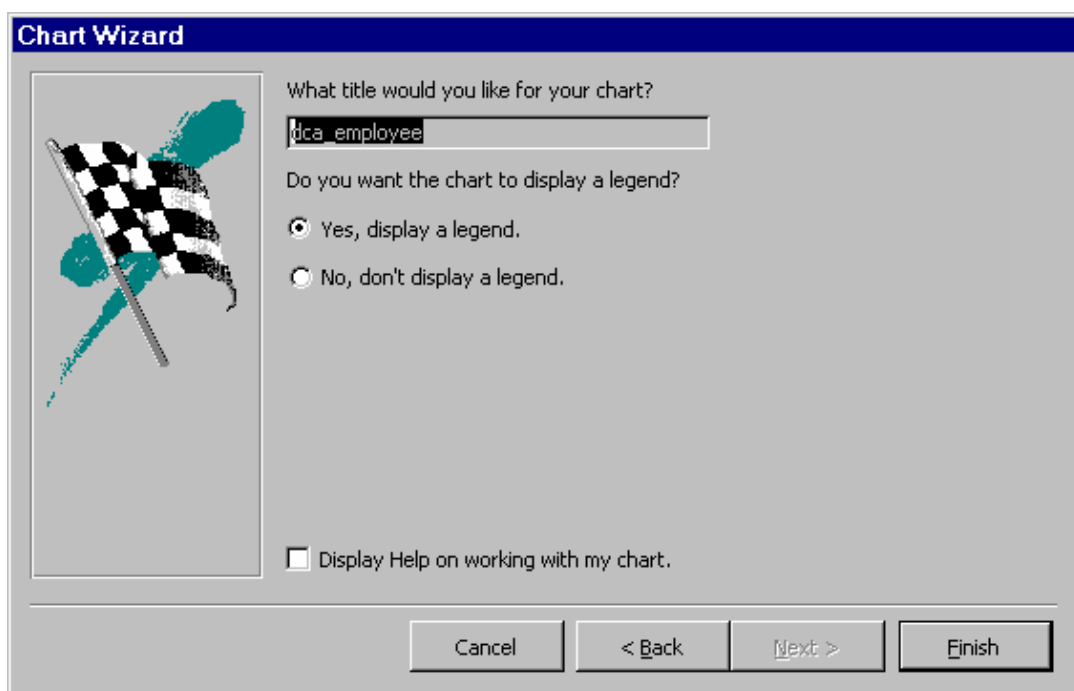 Chart Wizard
What title would you like for your chart?
dca_employee
Do you want the chart to display a legend?
Yes, display a legend.
No, don't display a legend.
Display Help on working with my chart.
Cancel
< Back
Next >
Finish